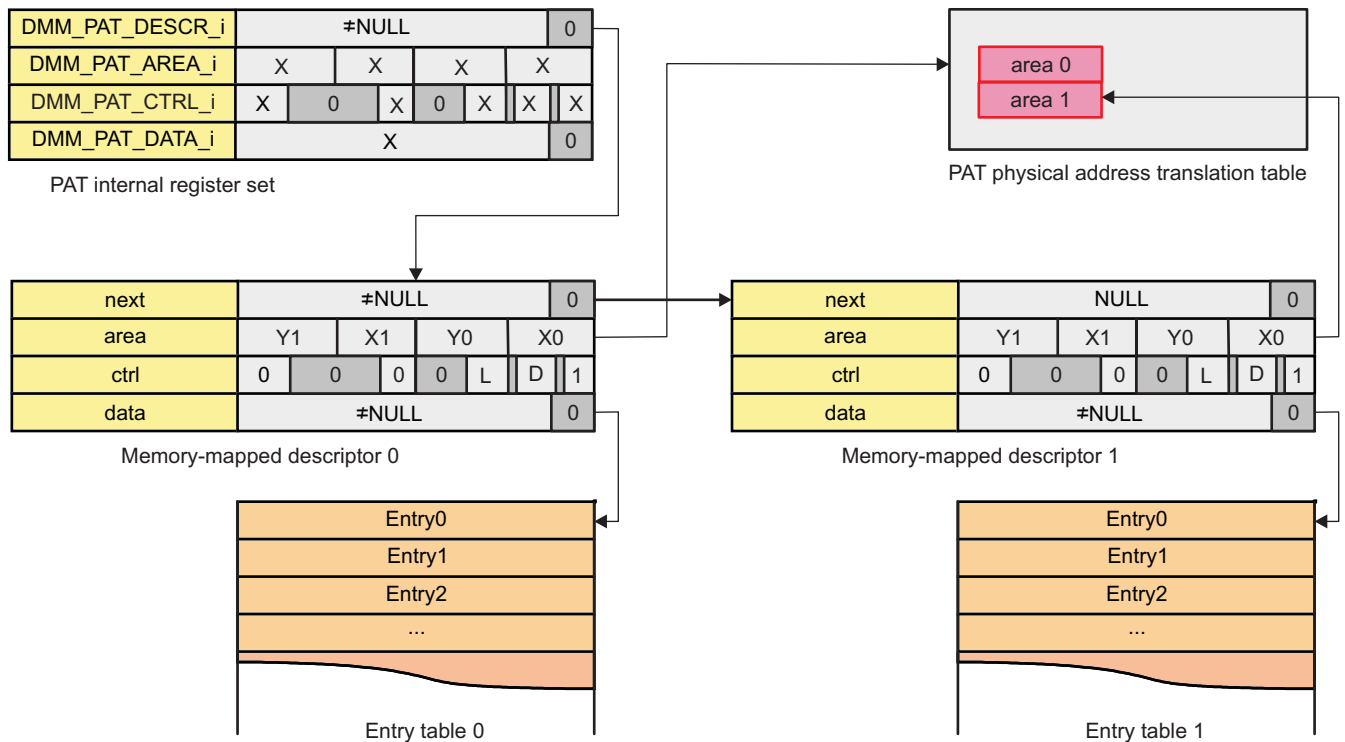 DMM_PAT_DESCR_i ≠NULL 0
DMM_PAT_AREA_i X X X X
DMM_PAT_CTRL_i X 0 X 0 X X X
DMM_PAT_DATA_i X 0
PAT internal register set
area 0
area 1
PAT physical address translation table
next ≠NULL 0
area Y1 X1 Y0 X0
ctrl 0 0 0 0 L D 1
data ≠NULL 0
Memory-mapped descriptor 0
next NULL 0
area Y1 X1 Y0 X0
ctrl 0 0 0 0 L D 1
data ≠NULL 0
Memory-mapped descriptor 1
Entry0
Entry1
Entry2
...
Entry table 0
Entry0
Entry1
Entry2
...
Entry table 1